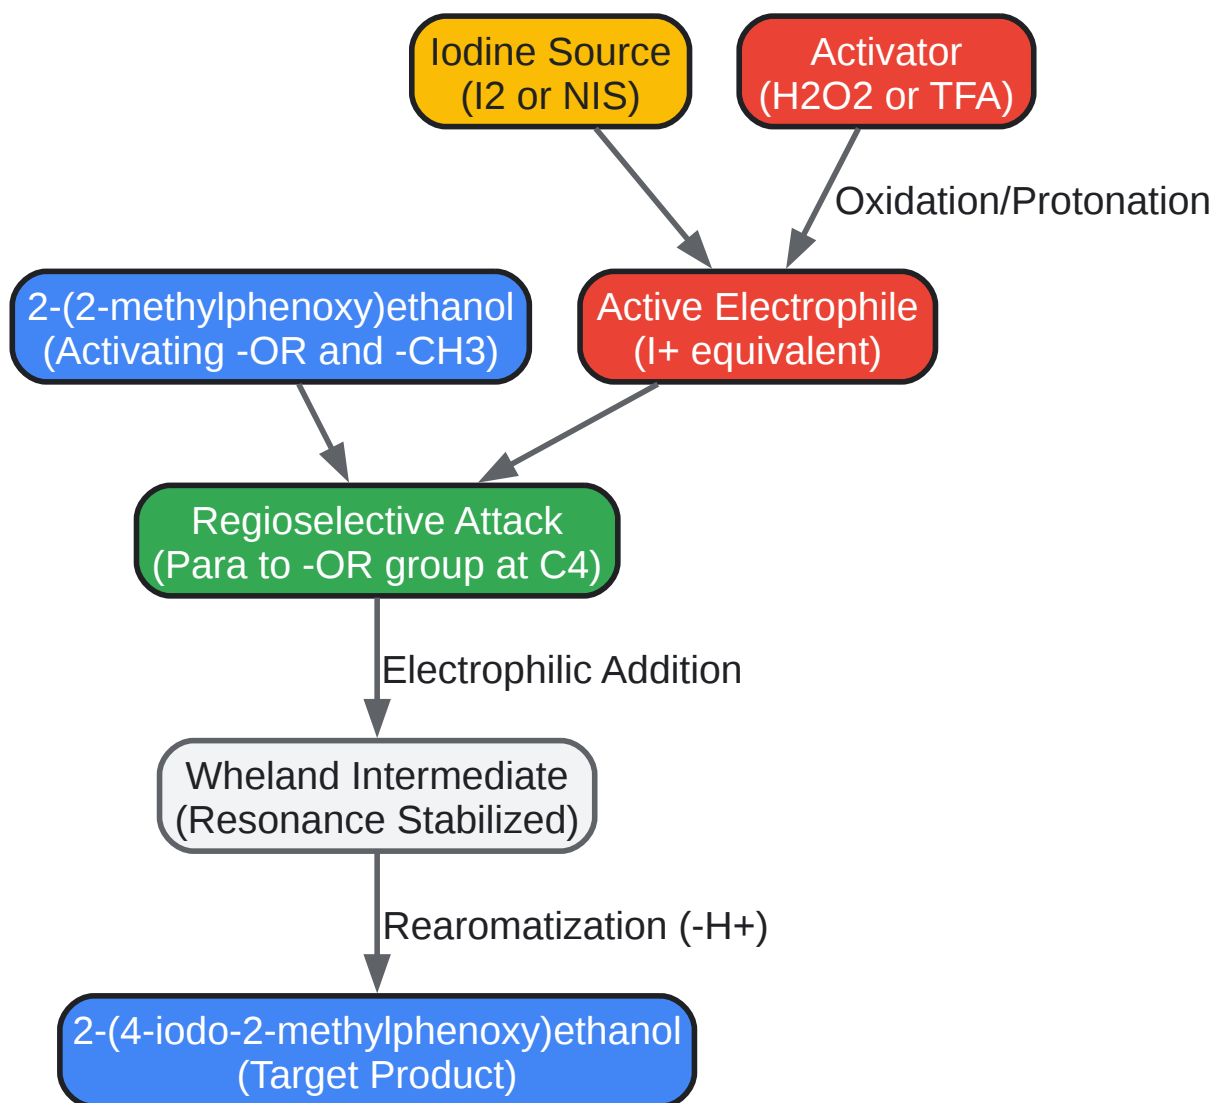 Iodine Source
(I2 or NIS)
Activator
(H2O2 or TFA)
Oxidation/Protonation
2-(2-methylphenoxy)ethanol
(Activating -OR and -CH3)
Active Electrophile
(I+ equivalent)
Regioselective Attack
(Para to -OR group at C4)
Electrophilic Addition
Wheland Intermediate
(Resonance Stabilized)
Rearomatization (-H+)
2-(4-iodo-2-methylphenoxy)ethanol
(Target Product)